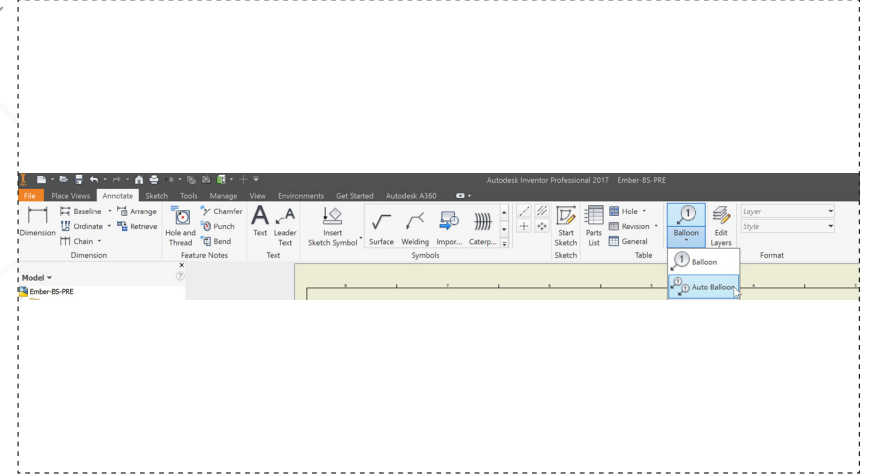 Autodesk Inventor Professional 2017 Ember-BS-PRE
File Place Views Annotate Sketch Tools Manage View Environments Get Started Autodesk A360
Baseline Arrange Chamfer Hole Layer
Ordinate Retrieve Punch Revision Style
Dimension Hole and Thread Text Leader Text Insert Sketch Symbol Surface Welding Impor... Caterp... Start Sketch Parts List Balloon Edit Layers
Chain Bend General
Dimension Feature Notes Text Symbols Sketch Table Format
1 Balloon
Model
Ember-BS-PRE
Auto Balloon